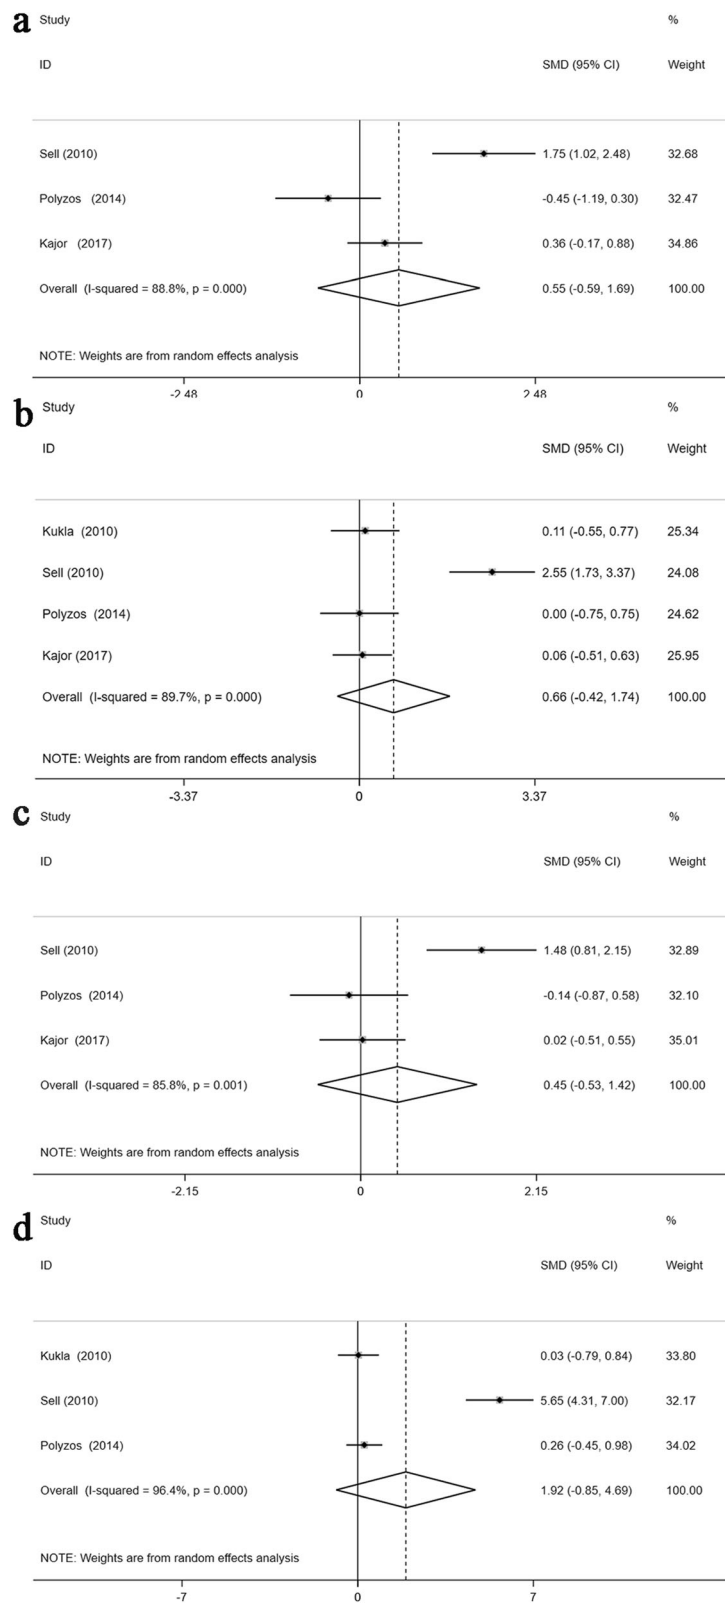 a Study %
ID SMD (95% CI) Weight
Sell (2010) 1.75 (1.02, 2.48) 32.68
Polyzos (2014) -0.45 (-1.19, 0.30) 32.47
Kajor (2017) 0.36 (-0.17, 0.88) 34.86
Overall (I-squared = 88.8%, p = 0.000) 0.55 (-0.59, 1.69) 100.00
NOTE: Weights are from random effects analysis
-2.48 0 2.48
b Study %
ID SMD (95% CI) Weight
Kukla (2010) 0.11 (-0.55, 0.77) 25.34
Sell (2010) 2.55 (1.73, 3.37) 24.08
Polyzos (2014) 0.00 (-0.75, 0.75) 24.62
Kajor (2017) 0.06 (-0.51, 0.63) 25.95
Overall (I-squared = 89.7%, p = 0.000) 0.66 (-0.42, 1.74) 100.00
NOTE: Weights are from random effects analysis
-3.37 0 3.37
c Study %
ID SMD (95% CI) Weight
Sell (2010) 1.48 (0.81, 2.15) 32.89
Polyzos (2014) -0.14 (-0.87, 0.58) 32.10
Kajor (2017) 0.02 (-0.51, 0.55) 35.01
Overall (I-squared = 85.8%, p = 0.001) 0.45 (-0.53, 1.42) 100.00
NOTE: Weights are from random effects analysis
-2.15 0 2.15
d Study %
ID SMD (95% CI) Weight
Kukla (2010) 0.03 (-0.79, 0.84) 33.80
Sell (2010) 5.65 (4.31, 7.00) 32.17
Polyzos (2014) 0.26 (-0.45, 0.98) 34.02
Overall (I-squared = 96.4%, p = 0.000) 1.92 (-0.85, 4.69) 100.00
NOTE: Weights are from random effects analysis
-7 0 7